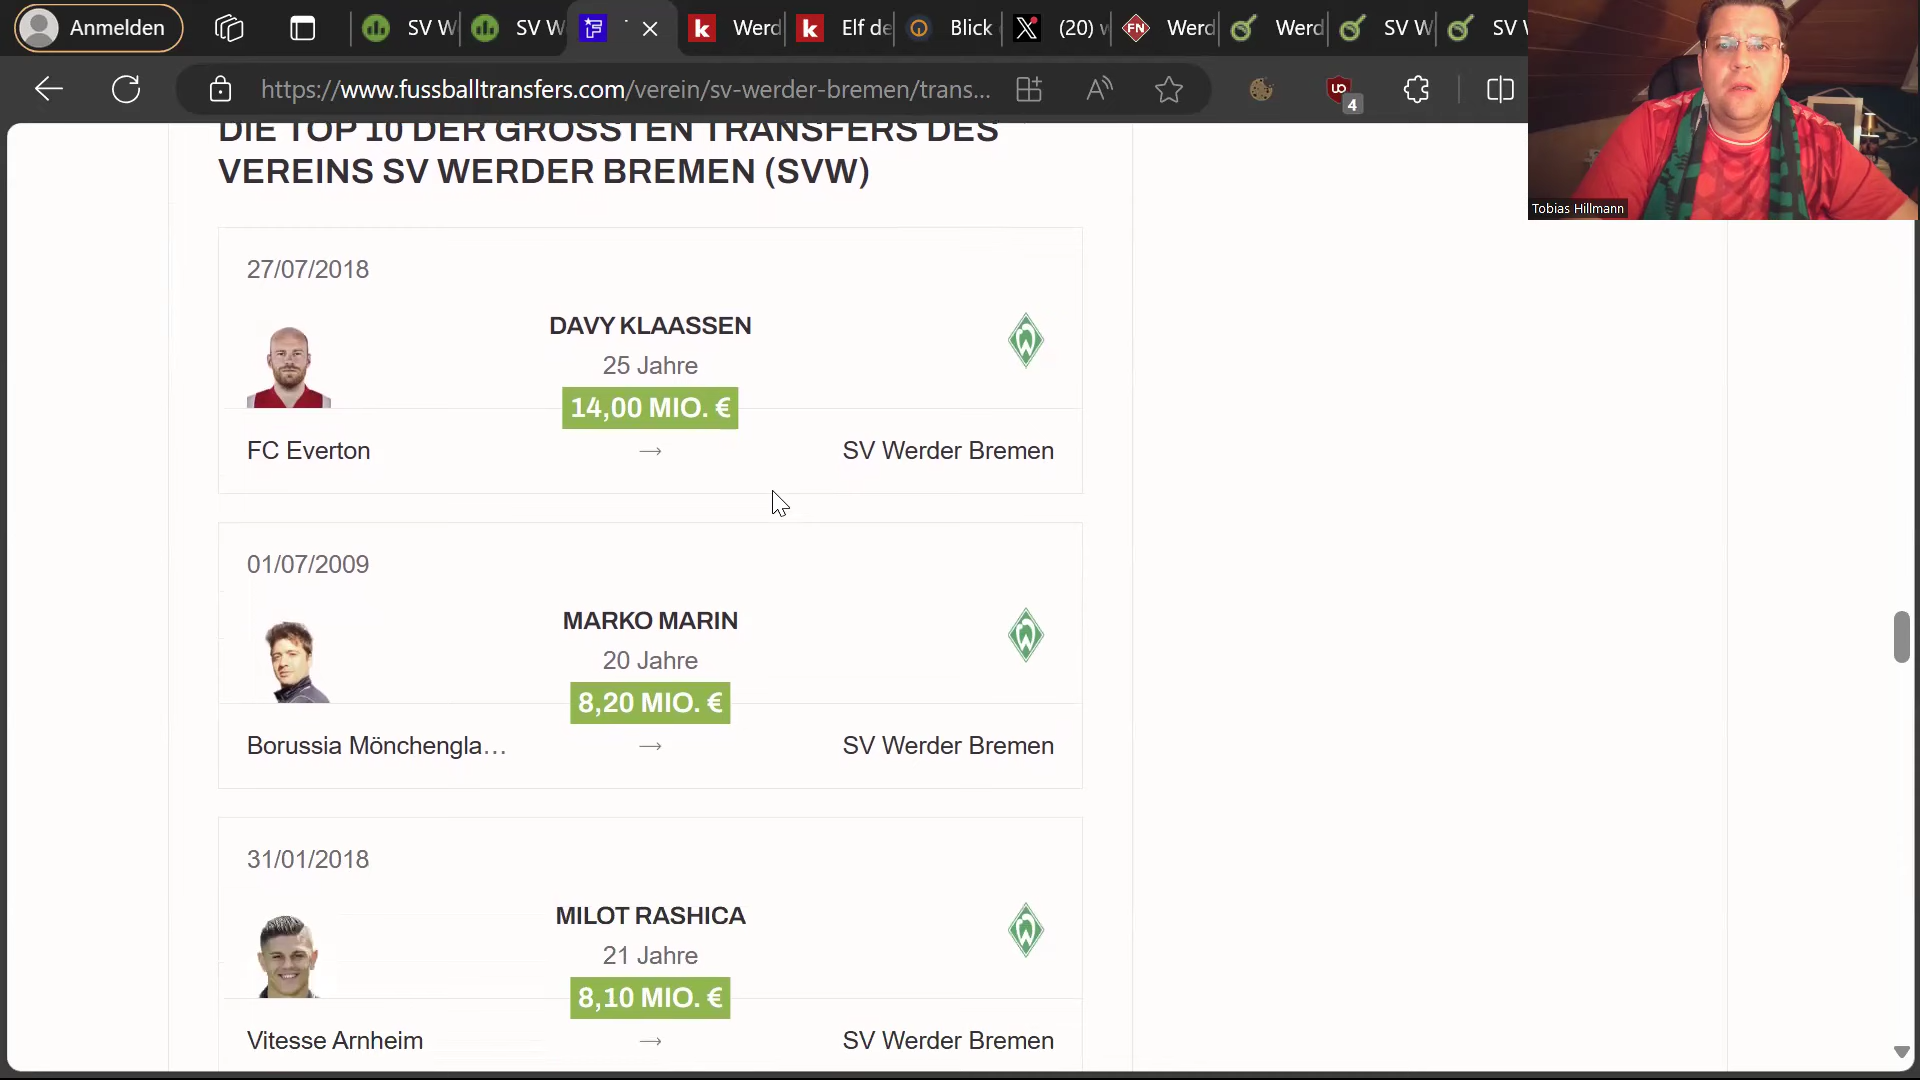 Anmelden
SV W
SV W
Werd
Elf de
Blick
(20) w
FN
Werd
Werd
SV W
SV V
https://www.fussballtransfers.com/verein/sv-werder-bremen/trans...
4
Tobias Hillmann
DIE TOP 10 DER GRÖSSTEN TRANSFERS DES
VEREINS SV WERDER BREMEN (SVW)
27/07/2018
DAVY KLAASSEN
25 Jahre
14,00 MIO. €
FC Everton → SV Werder Bremen
01/07/2009
MARKO MARIN
20 Jahre
8,20 MIO. €
Borussia Mönchengla... → SV Werder Bremen
31/01/2018
MILOT RASHICA
21 Jahre
8,10 MIO. €
Vitesse Arnheim → SV Werder Bremen